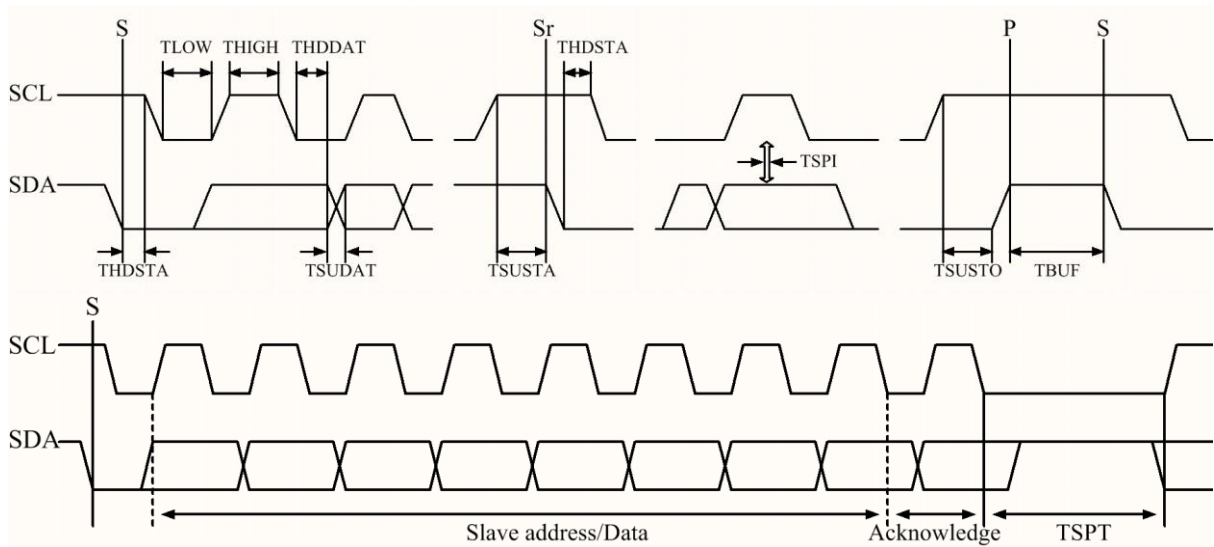 S Sr P S
TLOW THIGH THDDAT THDSTA
SCL
TSPI
SDA
THDSTA TSUDAT TSUSTA TSUSTO TBUF
S
SCL
SDA
Slave address/Data Acknowledge TSPT